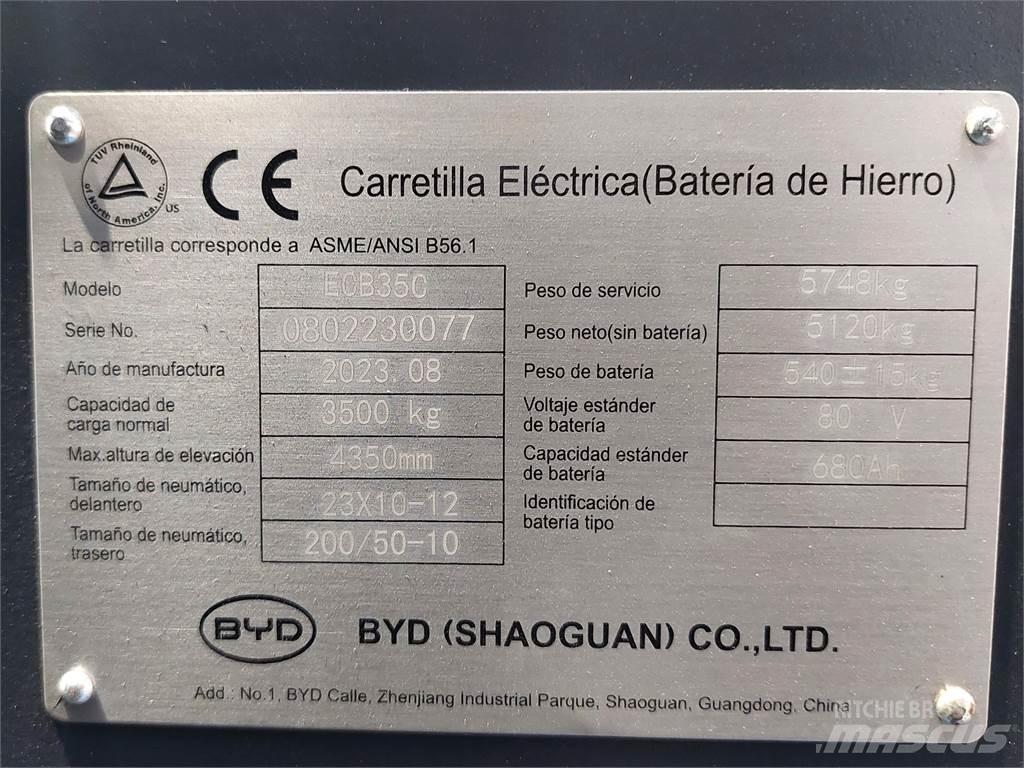 TÜV Rheinland
of North America, Inc.
US
CE
Carretilla Eléctrica(Batería de Hierro)
La carretilla corresponde a ASME/ANSI B56.1
Modelo ECB35C
Serie No. 0802230077
Año de manufactura 2023.08
Capacidad de
carga normal 3500 kg
Max.altura de elevación 4350mm
Tamaño de neumático,
delantero 23X10-12
Tamaño de neumático,
trasero 200/50-10
Peso de servicio 5748kg
Peso neto(sin batería) 5120kg
Peso de batería 540±15kg
Voltaje estánder
de batería 80 V
Capacidad estánder
de batería 680Ah
Identificación de
batería tipo
BYD BYD (SHAOGUAN) CO.,LTD.
Add.: No.1, BYD Calle, Zhenjiang Industrial Parque, Shaoguan, Guangdong, China
RITCHIE BROS
MASCUS